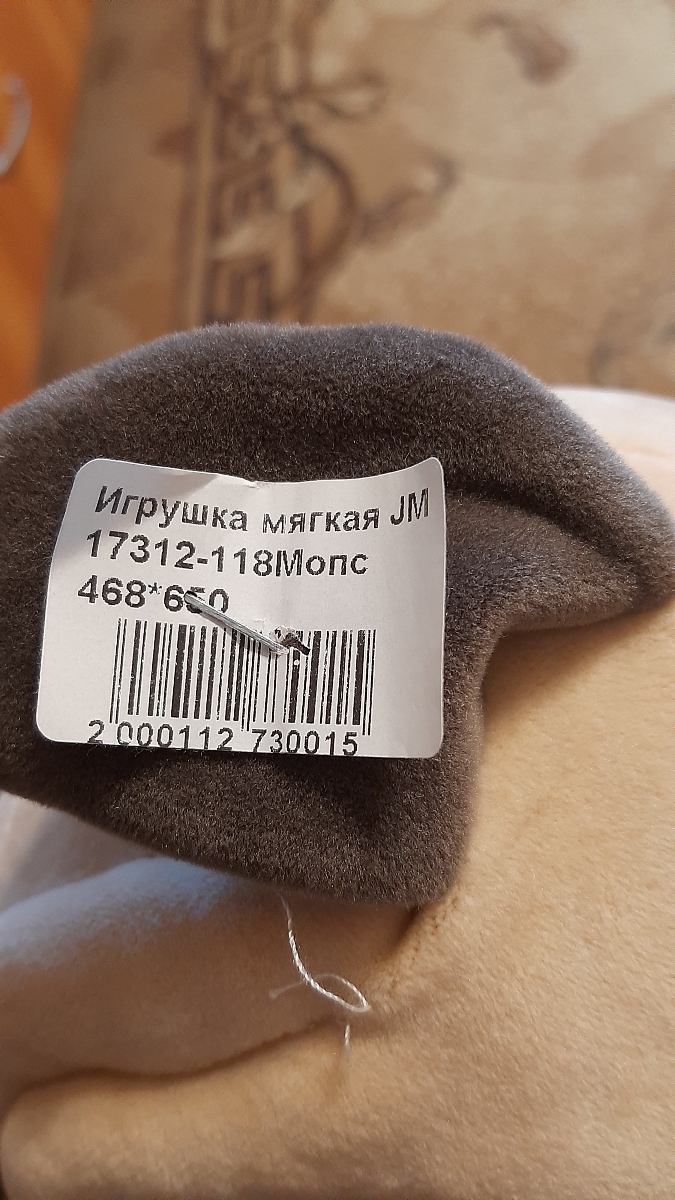 Игрушка мягкая JM
17312-118Мопс
468*650
2 000112 730015